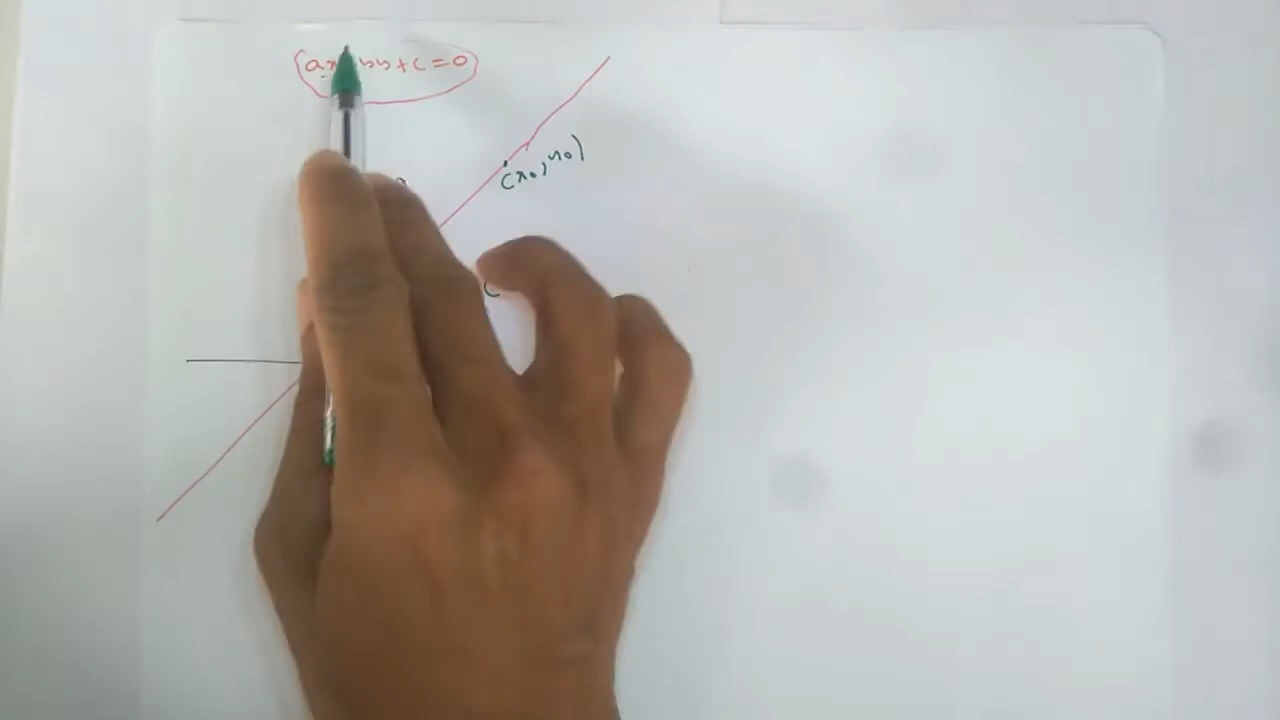 ax by + c = 0
(x₀, y₀)
c